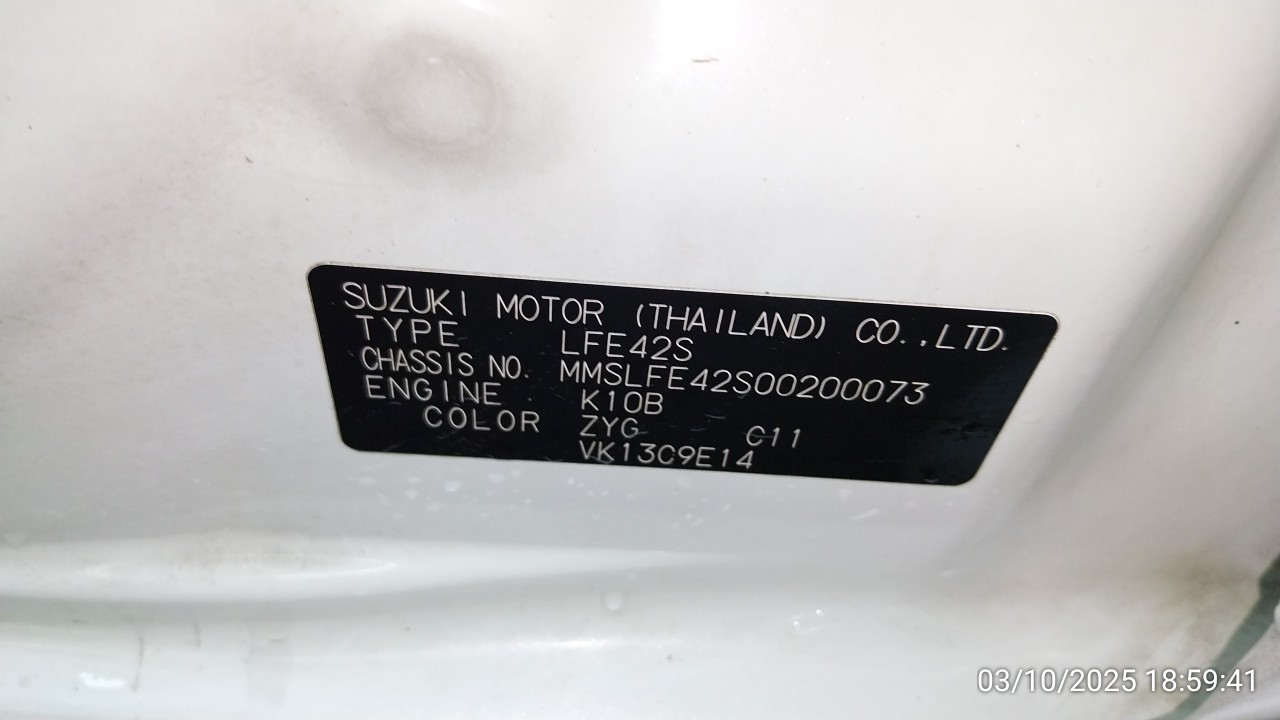 SUZUKI MOTOR (THAILAND) CO.,LTD.
TYPE LFE42S
CHASSIS NO. MMSLFE42S00200073
ENGINE K10B
COLOR ZYG C11
VK13C9E14
03/10/2025 18:59:41